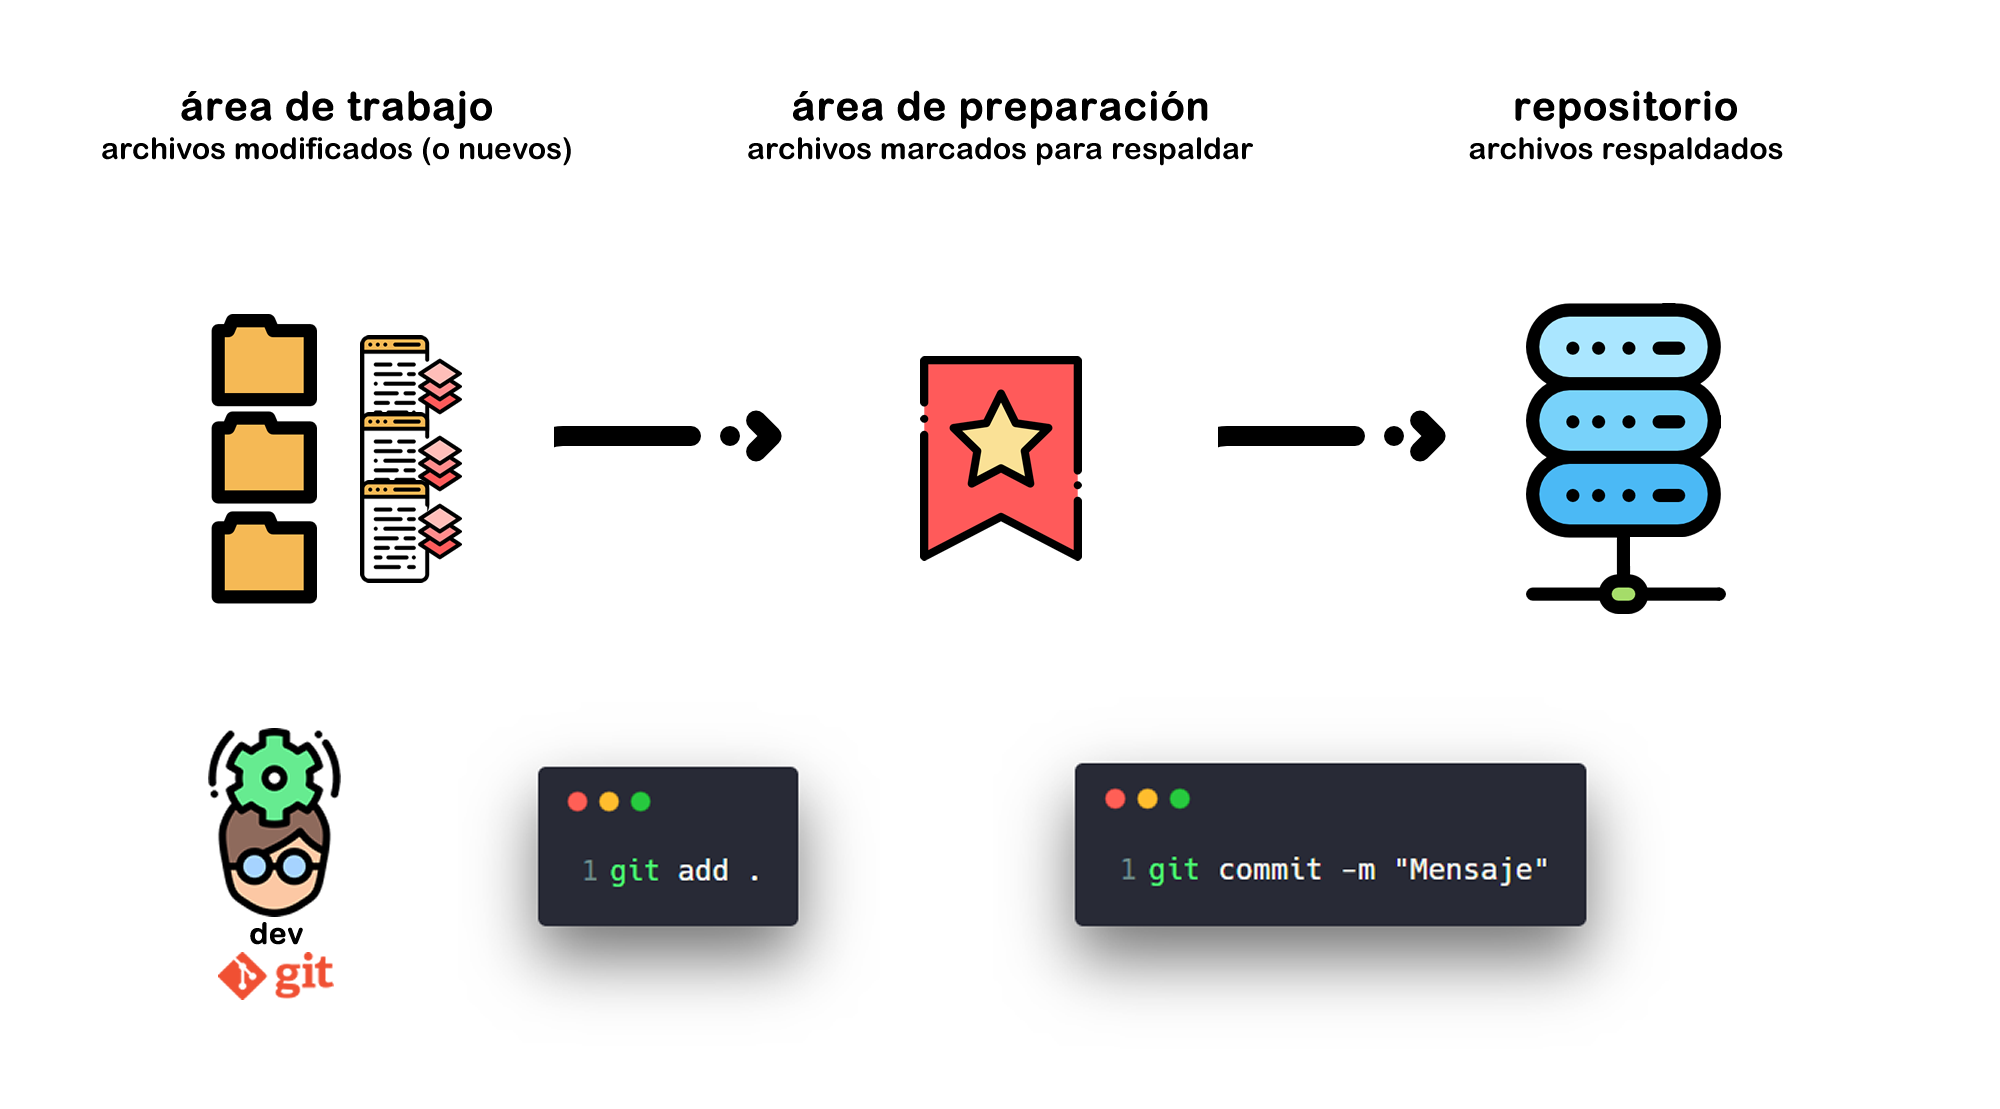 área de trabajo
archivos modificados (o nuevos)
área de preparación
archivos marcados para respaldar
repositorio
archivos respaldados
dev
git
1 git add .
1 git commit -m "Mensaje"